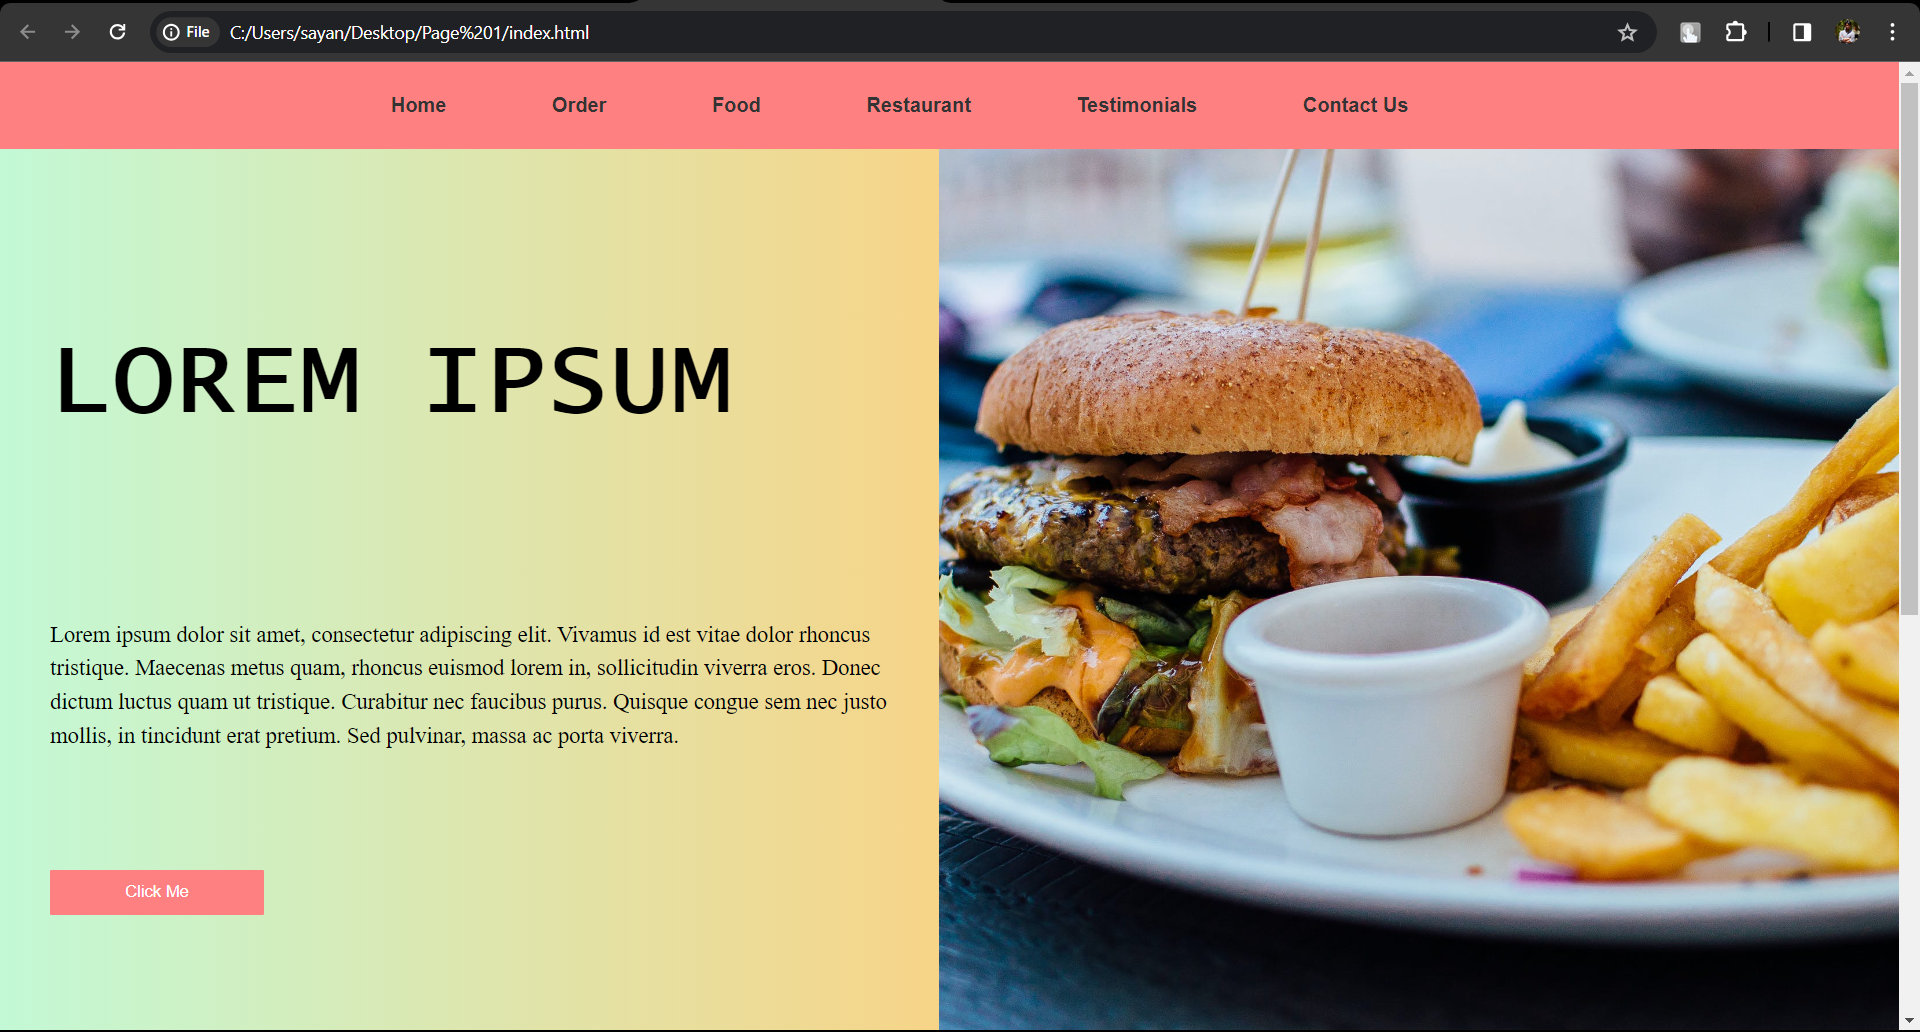 File C:/Users/sayan/Desktop/Page%201/index.html
Home Order Food Restaurant Testimonials Contact Us
LOREM IPSUM
Lorem ipsum dolor sit amet, consectetur adipiscing elit. Vivamus id est vitae dolor rhoncus
tristique. Maecenas metus quam, rhoncus euismod lorem in, sollicitudin viverra eros. Donec
dictum luctus quam ut tristique. Curabitur nec faucibus purus. Quisque congue sem nec justo
mollis, in tincidunt erat pretium. Sed pulvinar, massa ac porta viverra.
Click Me